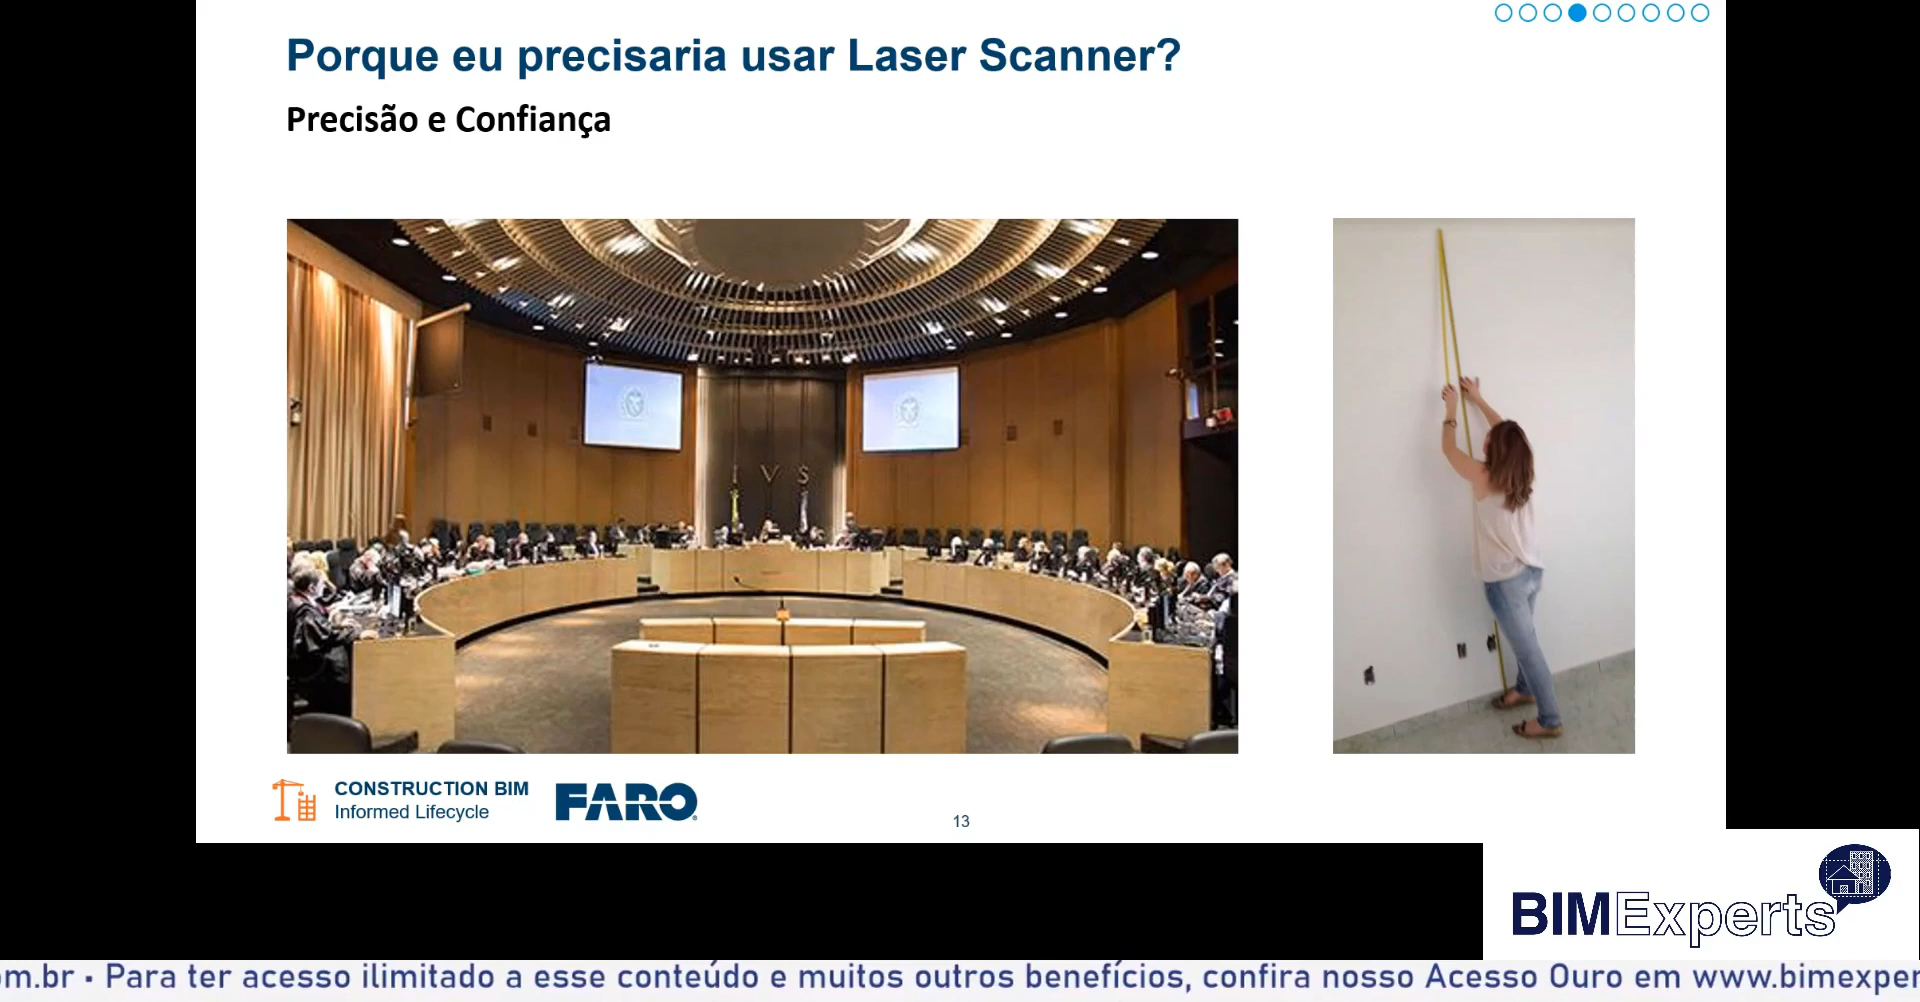 Porque eu precisaria usar Laser Scanner?
Precisão e Confiança
I V S
CONSTRUCTION BIM
Informed Lifecycle
FARO
13
BIMExperts
om.br • Para ter acesso ilimitado a esse conteúdo e muitos outros benefícios, confira nosso Acesso Ouro em www.bimexper